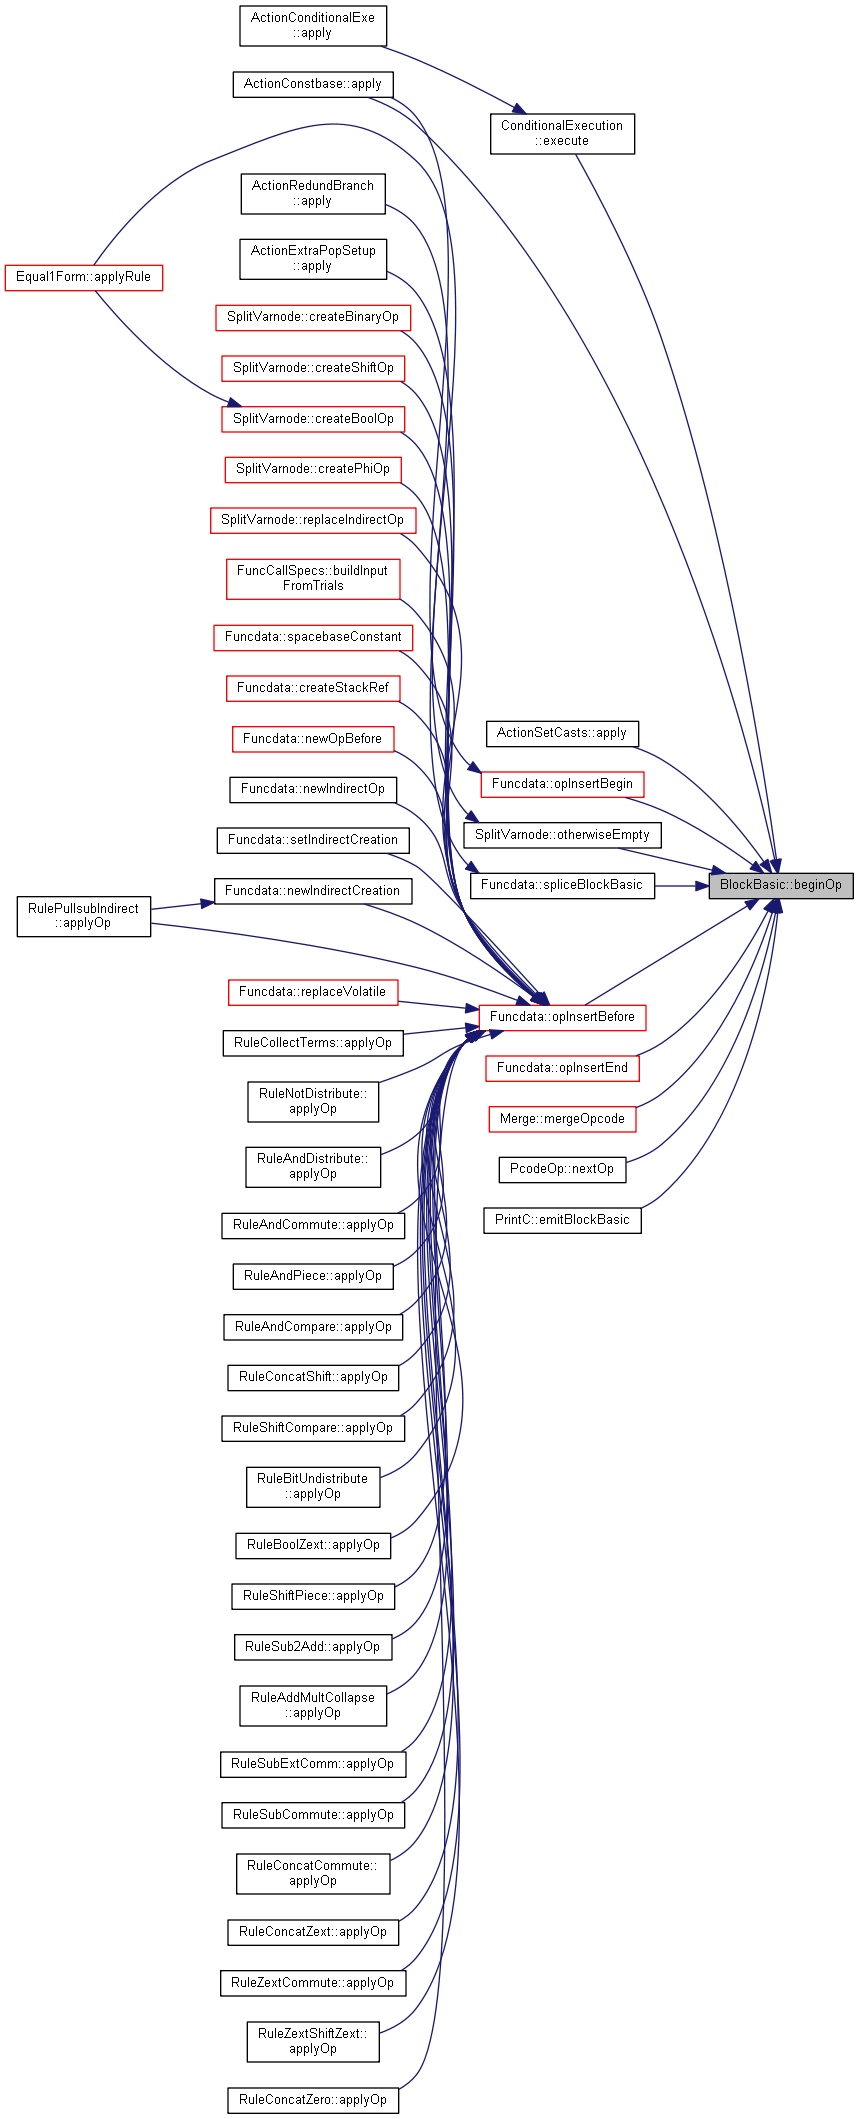 ActionConditionalExe
::apply
ActionConstbase::apply
ConditionalExecution
::execute
ActionRedundBranch
::apply
ActionExtraPopSetup
::apply
Equal1Form::applyRule
SplitVarnode::createBinaryOp
SplitVarnode::createShiftOp
SplitVarnode::createBoolOp
SplitVarnode::createPhiOp
SplitVarnode::replaceIndirectOp
FuncCallSpecs::buildInput
FromTrials
Funcdata::spacebaseConstant
Funcdata::createStackRef
Funcdata::newOpBefore
ActionSetCasts::apply
Funcdata::newIndirectOp
Funcdata::opInsertBegin
Funcdata::setIndirectCreation
SplitVarnode::otherwiseEmpty
Funcdata::newIndirectCreation
Funcdata::spliceBlockBasic
BlockBasic::beginOp
RulePullsubIndirect
::applyOp
Funcdata::replaceVolatile
Funcdata::opInsertBefore
RuleCollectTerms::applyOp
Funcdata::opInsertEnd
RuleNotDistribute::
applyOp
Merge::mergeOpcode
RuleAndDistribute::
applyOp
PcodeOp::nextOp
RuleAndCommute::applyOp
PrintC::emitBlockBasic
RuleAndPiece::applyOp
RuleAndCompare::applyOp
RuleConcatShift::applyOp
RuleShiftCompare::applyOp
RuleBitUndistribute
::applyOp
RuleBoolZext::applyOp
RuleShiftPiece::applyOp
RuleSub2Add::applyOp
RuleAddMultCollapse
::applyOp
RuleSubExtComm::applyOp
RuleSubCommute::applyOp
RuleConcatCommute::
applyOp
RuleConcatZext::applyOp
RuleZextCommute::applyOp
RuleZextShiftZext::
applyOp
RuleConcatZero::applyOp